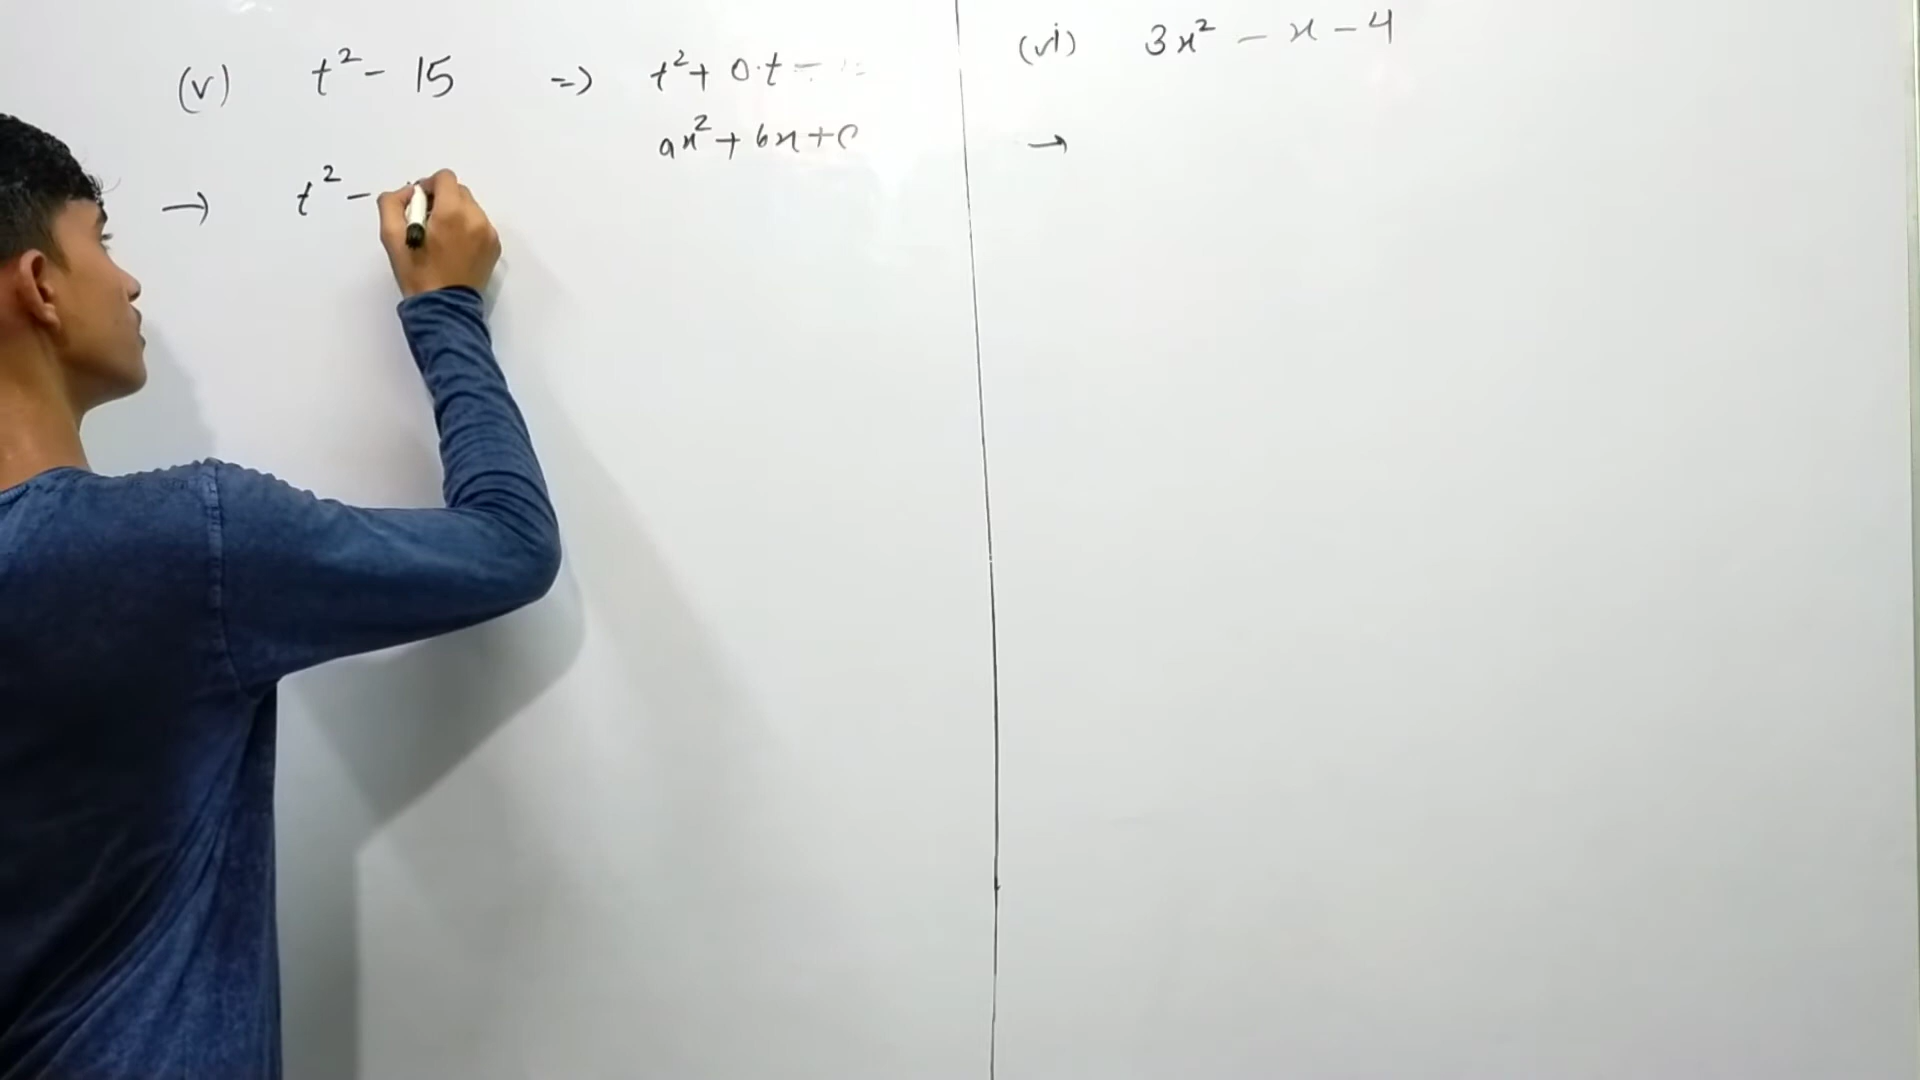 (v) t² - 15 => t² + 0·t -
ax² + bx + c
→ t² -
(vi) 3x² - x - 4
→